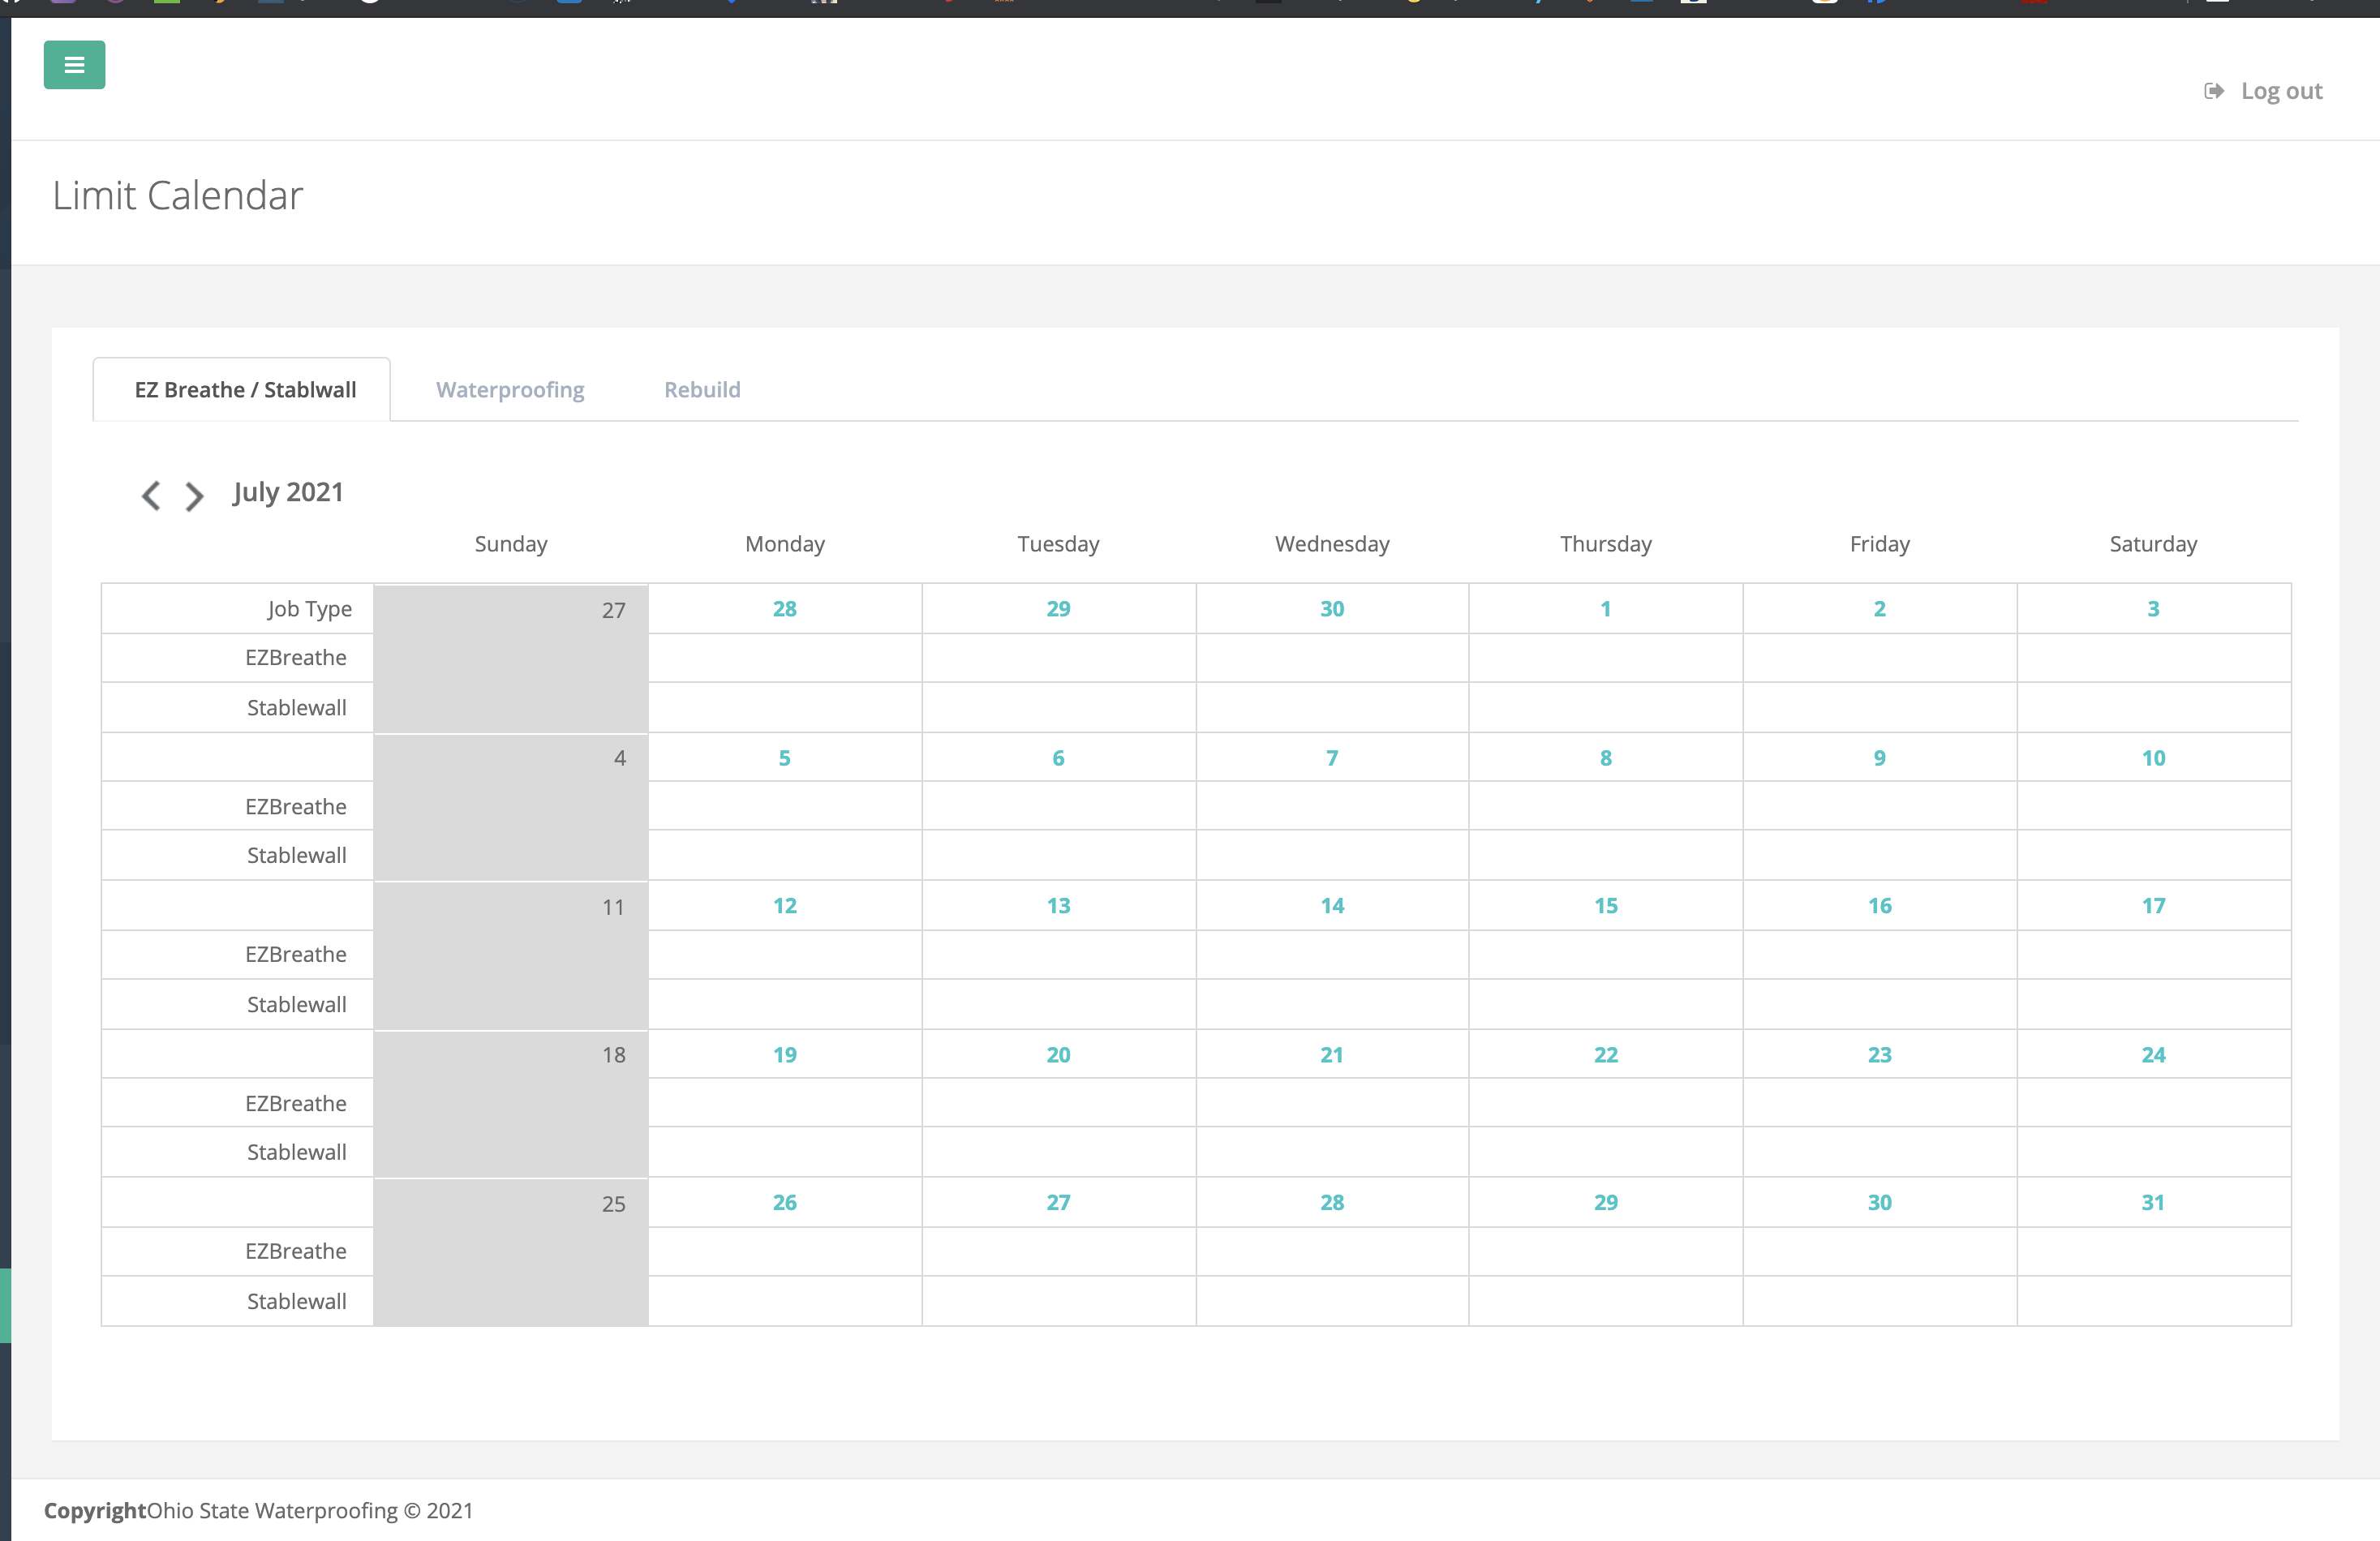 Log out
Limit Calendar
EZ Breathe / Stablwall Waterproofing Rebuild
July 2021
Sunday Monday Tuesday Wednesday Thursday Friday Saturday
Job Type 27 28 29 30 1 2 3
EZBreathe
Stablewall
4 5 6 7 8 9 10
EZBreathe
Stablewall
11 12 13 14 15 16 17
EZBreathe
Stablewall
18 19 20 21 22 23 24
EZBreathe
Stablewall
25 26 27 28 29 30 31
EZBreathe
Stablewall
CopyrightOhio State Waterproofing © 2021